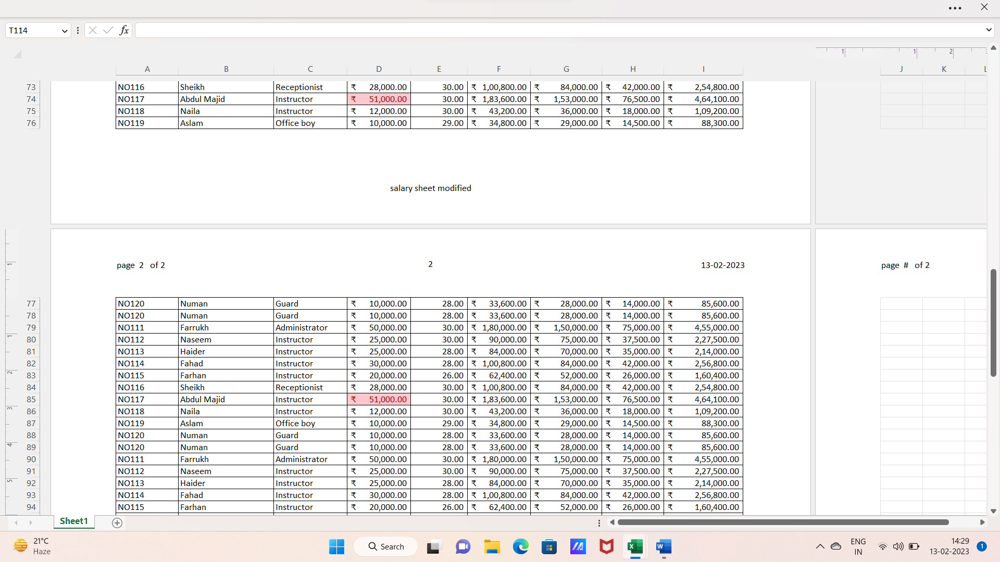 T114 fx
1 1 2
A B C D E F G H I J K L
73 NO116 Sheikh Receptionist ₹ 28,000.00 30.00 ₹ 1,00,800.00 ₹ 84,000.00 ₹ 42,000.00 ₹ 2,54,800.00
74 NO117 Abdul Majid Instructor ₹ 51,000.00 30.00 ₹ 1,83,600.00 ₹ 1,53,000.00 ₹ 76,500.00 ₹ 4,64,100.00
75 NO118 Naila Instructor ₹ 12,000.00 30.00 ₹ 43,200.00 ₹ 36,000.00 ₹ 18,000.00 ₹ 1,09,200.00
76 NO119 Aslam Office boy ₹ 10,000.00 29.00 ₹ 34,800.00 ₹ 29,000.00 ₹ 14,500.00 ₹ 88,300.00
salary sheet modified
page 2 of 2 2 13-02-2023 page # of 2
77 NO120 Numan Guard ₹ 10,000.00 28.00 ₹ 33,600.00 ₹ 28,000.00 ₹ 14,000.00 ₹ 85,600.00
78 NO120 Numan Guard ₹ 10,000.00 28.00 ₹ 33,600.00 ₹ 28,000.00 ₹ 14,000.00 ₹ 85,600.00
79 NO111 Farrukh Administrator ₹ 50,000.00 30.00 ₹ 1,80,000.00 ₹ 1,50,000.00 ₹ 75,000.00 ₹ 4,55,000.00
80 NO112 Naseem Instructor ₹ 25,000.00 30.00 ₹ 90,000.00 ₹ 75,000.00 ₹ 37,500.00 ₹ 2,27,500.00
81 NO113 Haider Instructor ₹ 25,000.00 28.00 ₹ 84,000.00 ₹ 70,000.00 ₹ 35,000.00 ₹ 2,14,000.00
82 NO114 Fahad Instructor ₹ 30,000.00 28.00 ₹ 1,00,800.00 ₹ 84,000.00 ₹ 42,000.00 ₹ 2,56,800.00
83 NO115 Farhan Instructor ₹ 20,000.00 26.00 ₹ 62,400.00 ₹ 52,000.00 ₹ 26,000.00 ₹ 1,60,400.00
84 NO116 Sheikh Receptionist ₹ 28,000.00 30.00 ₹ 1,00,800.00 ₹ 84,000.00 ₹ 42,000.00 ₹ 2,54,800.00
85 NO117 Abdul Majid Instructor ₹ 51,000.00 30.00 ₹ 1,83,600.00 ₹ 1,53,000.00 ₹ 76,500.00 ₹ 4,64,100.00
86 NO118 Naila Instructor ₹ 12,000.00 30.00 ₹ 43,200.00 ₹ 36,000.00 ₹ 18,000.00 ₹ 1,09,200.00
87 NO119 Aslam Office boy ₹ 10,000.00 29.00 ₹ 34,800.00 ₹ 29,000.00 ₹ 14,500.00 ₹ 88,300.00
88 NO120 Numan Guard ₹ 10,000.00 28.00 ₹ 33,600.00 ₹ 28,000.00 ₹ 14,000.00 ₹ 85,600.00
89 NO120 Numan Guard ₹ 10,000.00 28.00 ₹ 33,600.00 ₹ 28,000.00 ₹ 14,000.00 ₹ 85,600.00
90 NO111 Farrukh Administrator ₹ 50,000.00 30.00 ₹ 1,80,000.00 ₹ 1,50,000.00 ₹ 75,000.00 ₹ 4,55,000.00
91 NO112 Naseem Instructor ₹ 25,000.00 30.00 ₹ 90,000.00 ₹ 75,000.00 ₹ 37,500.00 ₹ 2,27,500.00
92 NO113 Haider Instructor ₹ 25,000.00 28.00 ₹ 84,000.00 ₹ 70,000.00 ₹ 35,000.00 ₹ 2,14,000.00
93 NO114 Fahad Instructor ₹ 30,000.00 28.00 ₹ 1,00,800.00 ₹ 84,000.00 ₹ 42,000.00 ₹ 2,56,800.00
94 NO115 Farhan Instructor ₹ 20,000.00 26.00 ₹ 62,400.00 ₹ 52,000.00 ₹ 26,000.00 ₹ 1,60,400.00
1
1
2
3
4
5
Sheet1
21°C
Haze
Search
ENG
IN
14:29
13-02-2023
1